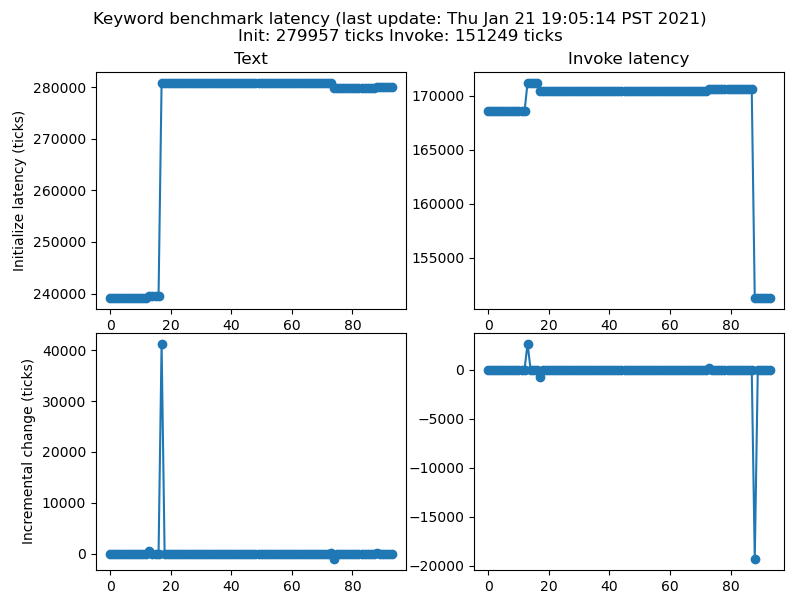 Keyword benchmark latency (last update: Thu Jan 21 19:05:14 PST 2021)
Init: 279957 ticks Invoke: 151249 ticks
Text
Invoke latency
Initialize latency (ticks)
280000
270000
260000
250000
240000
0 20 40 60 80
170000
165000
160000
155000
0 20 40 60 80
Incremental change (ticks)
40000
30000
20000
10000
0
0 20 40 60 80
0
−5000
−10000
−15000
−20000
0 20 40 60 80